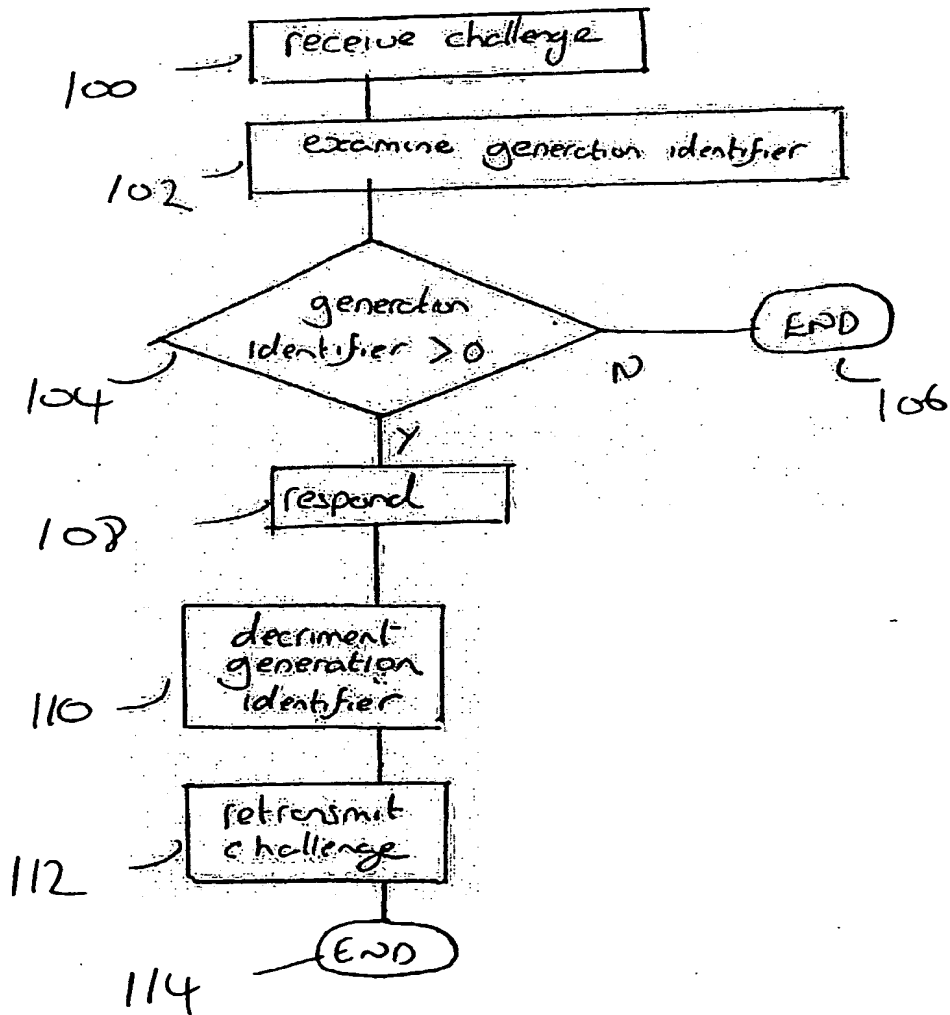 receive challenge
100
examine generation identifier
102
generation
identifier > 0
END
N
104
106
Y
respond
108
decriment
generation
identifier
110
retransmit
challenge
112
END
114